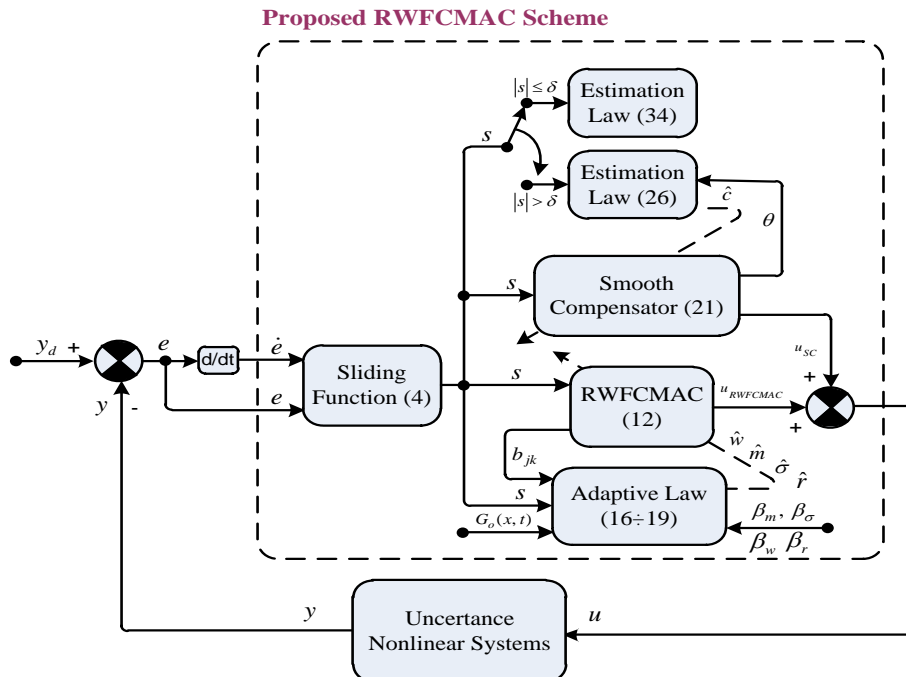 Proposed RWFCMAC Scheme
|s| ≤ δ
Estimation
Law (34)
s
Estimation
Law (26)
|s| > δ
ĉ
θ
s
Smooth
Compensator (21)
u_SC
y_d +
e
d/dt
ė
Sliding
Function (4)
s
RWFCMAC
(12)
u_RWFCMAC
+
+
y
-
e
ŵ
m̂
σ̂
r̂
b_jk
s
Adaptive Law
(16÷19)
G_o(x, t)
β_m, β_σ
β_w β_r
y
Uncertance
Nonlinear Systems
u